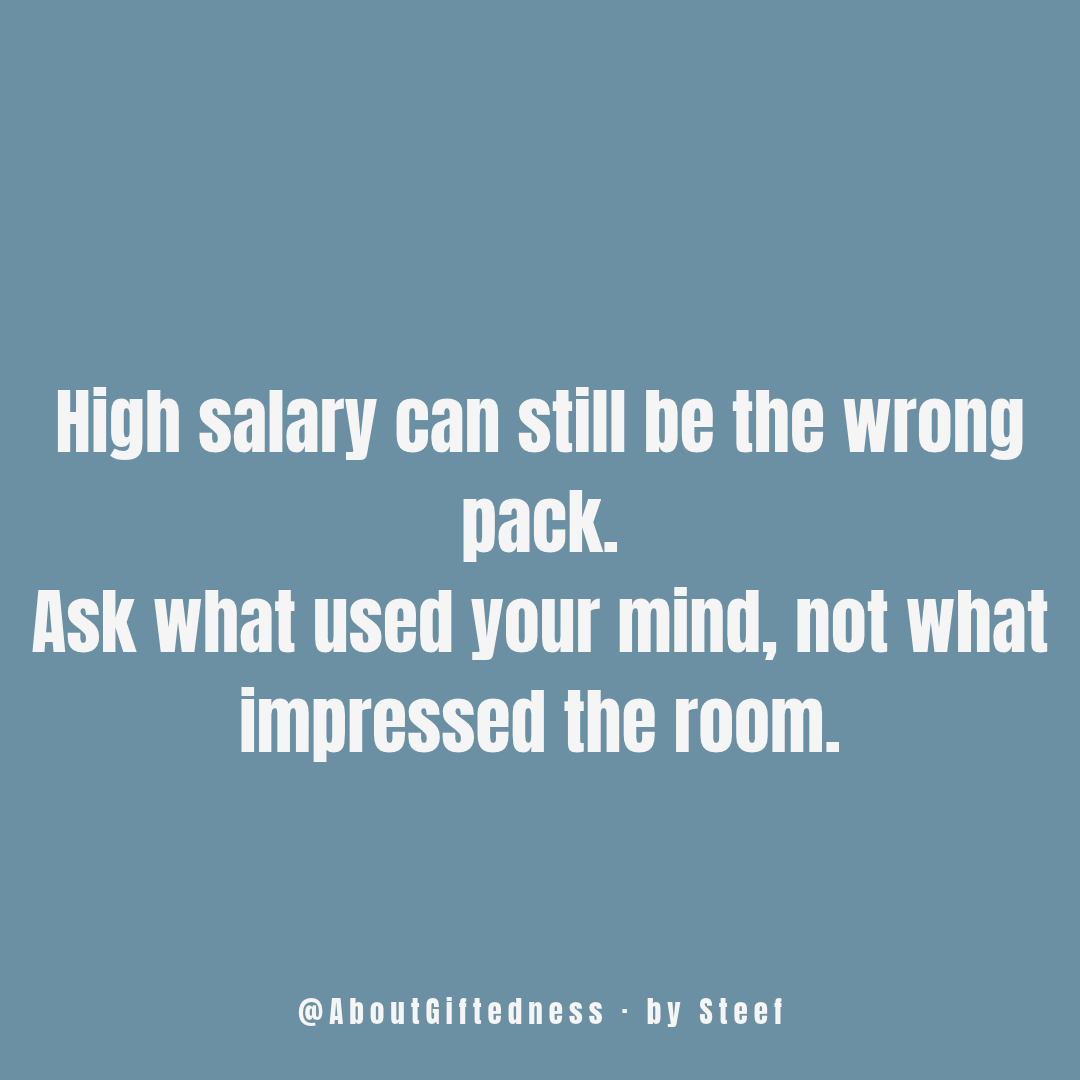 High salary can still be the wrong
pack.
Ask what used your mind, not what
impressed the room.
@AboutGiftedness · by Steef